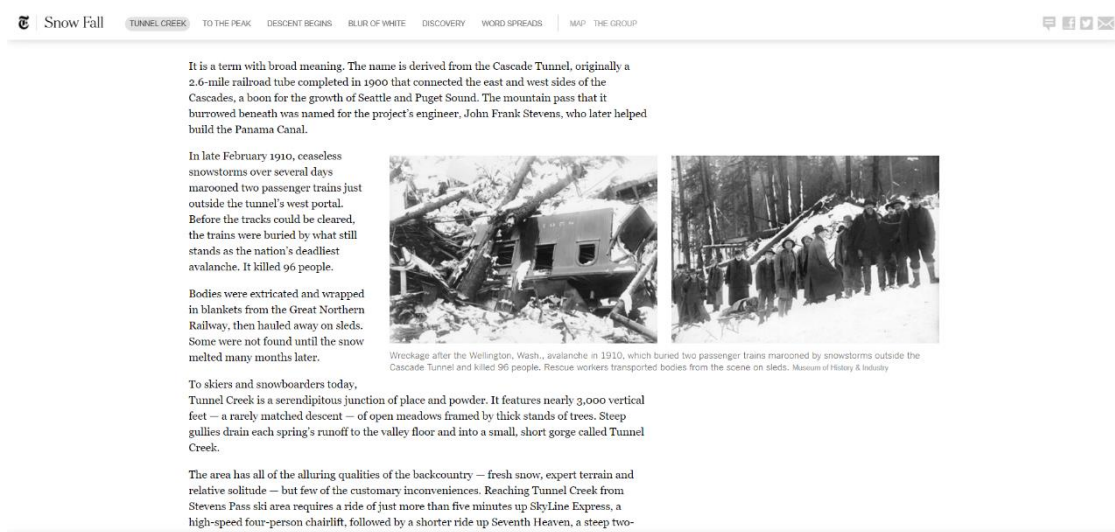 Snow Fall TUNNEL CREEK TO THE PEAK DESCENT BEGINS BLUR OF WHITE DISCOVERY WORD SPREADS MAP THE GROUP
It is a term with broad meaning. The name is derived from the Cascade Tunnel, originally a
2.6-mile railroad tube completed in 1900 that connected the east and west sides of the
Cascades, a boon for the growth of Seattle and Puget Sound. The mountain pass that it
burrowed beneath was named for the project's engineer, John Frank Stevens, who later helped
build the Panama Canal.
In late February 1910, ceaseless
snowstorms over several days
marooned two passenger trains just
outside the tunnel's west portal.
Before the tracks could be cleared,
the trains were buried by what still
stands as the nation's deadliest
avalanche. It killed 96 people.
Bodies were extricated and wrapped
in blankets from the Great Northern
Railway, then hauled away on sleds.
Some were not found until the snow
melted many months later.
Wreckage after the Wellington, Wash., avalanche in 1910, which buried two passenger trains marooned by snowstorms outside the
Cascade Tunnel and killed 96 people. Rescue workers transported bodies from the scene on sleds. Museum of History & Industry
To skiers and snowboarders today,
Tunnel Creek is a serendipitous junction of place and powder. It features nearly 3,000 vertical
feet — a rarely matched descent — of open meadows framed by thick stands of trees. Steep
gullies drain each spring's runoff to the valley floor and into a small, short gorge called Tunnel
Creek.
The area has all of the alluring qualities of the backcountry — fresh snow, expert terrain and
relative solitude — but few of the customary inconveniences. Reaching Tunnel Creek from
Stevens Pass ski area requires a ride of just more than five minutes up SkyLine Express, a
high-speed four-person chairlift, followed by a shorter ride up Seventh Heaven, a steep two-